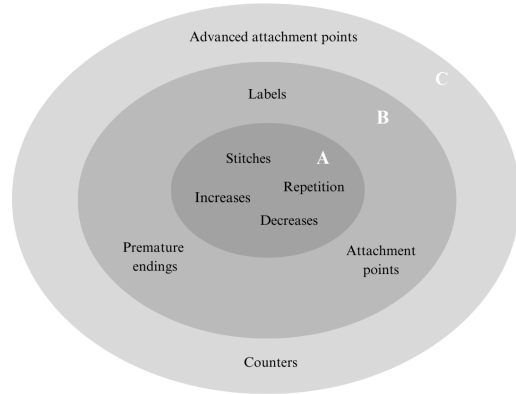 Advanced attachment points
C
Labels
B
Stitches
A
Increases
Repetition
Decreases
Premature
endings
Attachment
points
Counters